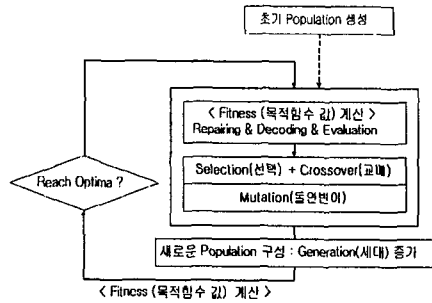 초기 Population 생성
< Fitness (목적함수 값) 계산 >
Repairing & Decoding & Evaluation
Selection(선택) + Crossover(교배)
Mutation(돌연변이)
Reach Optima ?
새로운 Population 구성 : Generation(세대) 증가
< Fitness (목적함수 값) 계산 >